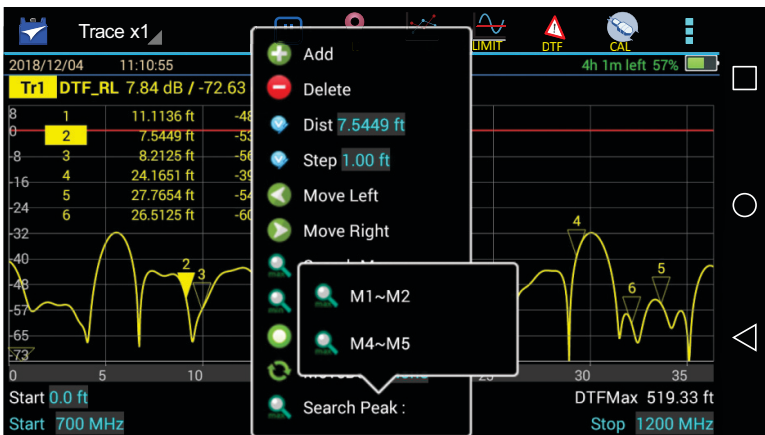 Trace x1
LIMIT
DTF
CAL
2018/12/04 11:10:55
4h 1m left 57%
Tr1 DTF_RL 7.84 dB / -72.63
1 11.1136 ft
2 7.5449 ft
3 8.2125 ft
4 24.1651 ft
5 27.7654 ft
6 26.5125 ft
8
0
-8
-16
-24
-32
-40
-48
-57
-65
-73
2
3
4
5
6
0 5 10 30 35
Add
Delete
Dist 7.5449 ft
Step 1.00 ft
Move Left
Move Right
M1~M2
M4~M5
Search Peak :
Start 0.0 ft
DTFMax 519.33 ft
Start 700 MHz
Stop 1200 MHz